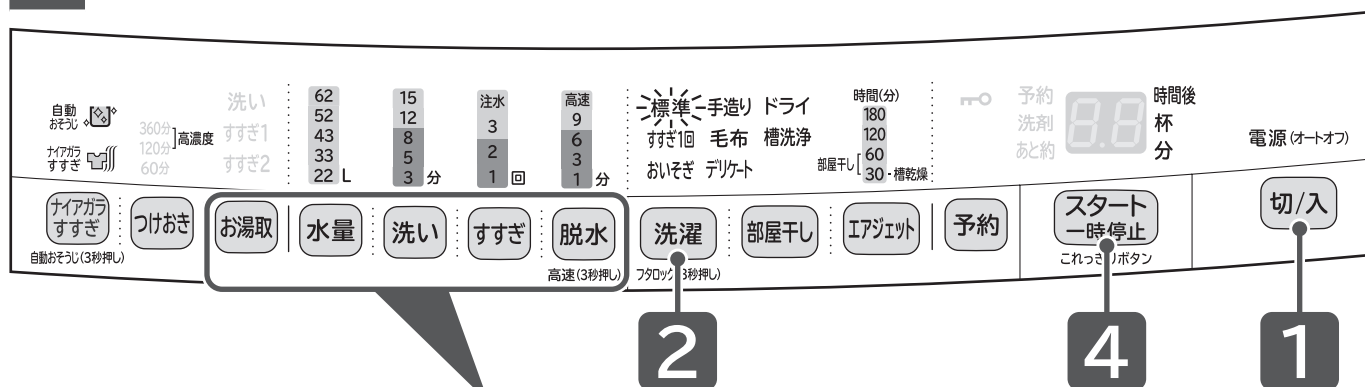 自動
おそうじ
ナイアガラ
すすぎ
360分
120分
60分
高濃度
洗い
すすぎ1
すすぎ2
62
52
43
33
22 L
15
12
8
5
3 分
注水
3
2
1 回
高速
9
6
3
1 分
標準 手造り ドライ
すすぎ1回 毛布 槽洗浄
おいそぎ デリケート
時間(分)
180
120
部屋干し 60
30 - 槽乾燥
予約
洗剤
あと約
8.8
時間後
杯
分
電源(オートオフ)
ナイアガラ
すすぎ
自動おそうじ(3秒押し)
つけおき
お湯取
水量
洗い
すすぎ
脱水
高速(3秒押し)
洗濯
フタロック(3秒押し)
部屋干し
エアジェット
予約
スタート
一時停止
これっきりボタン
切/入
2
4
1